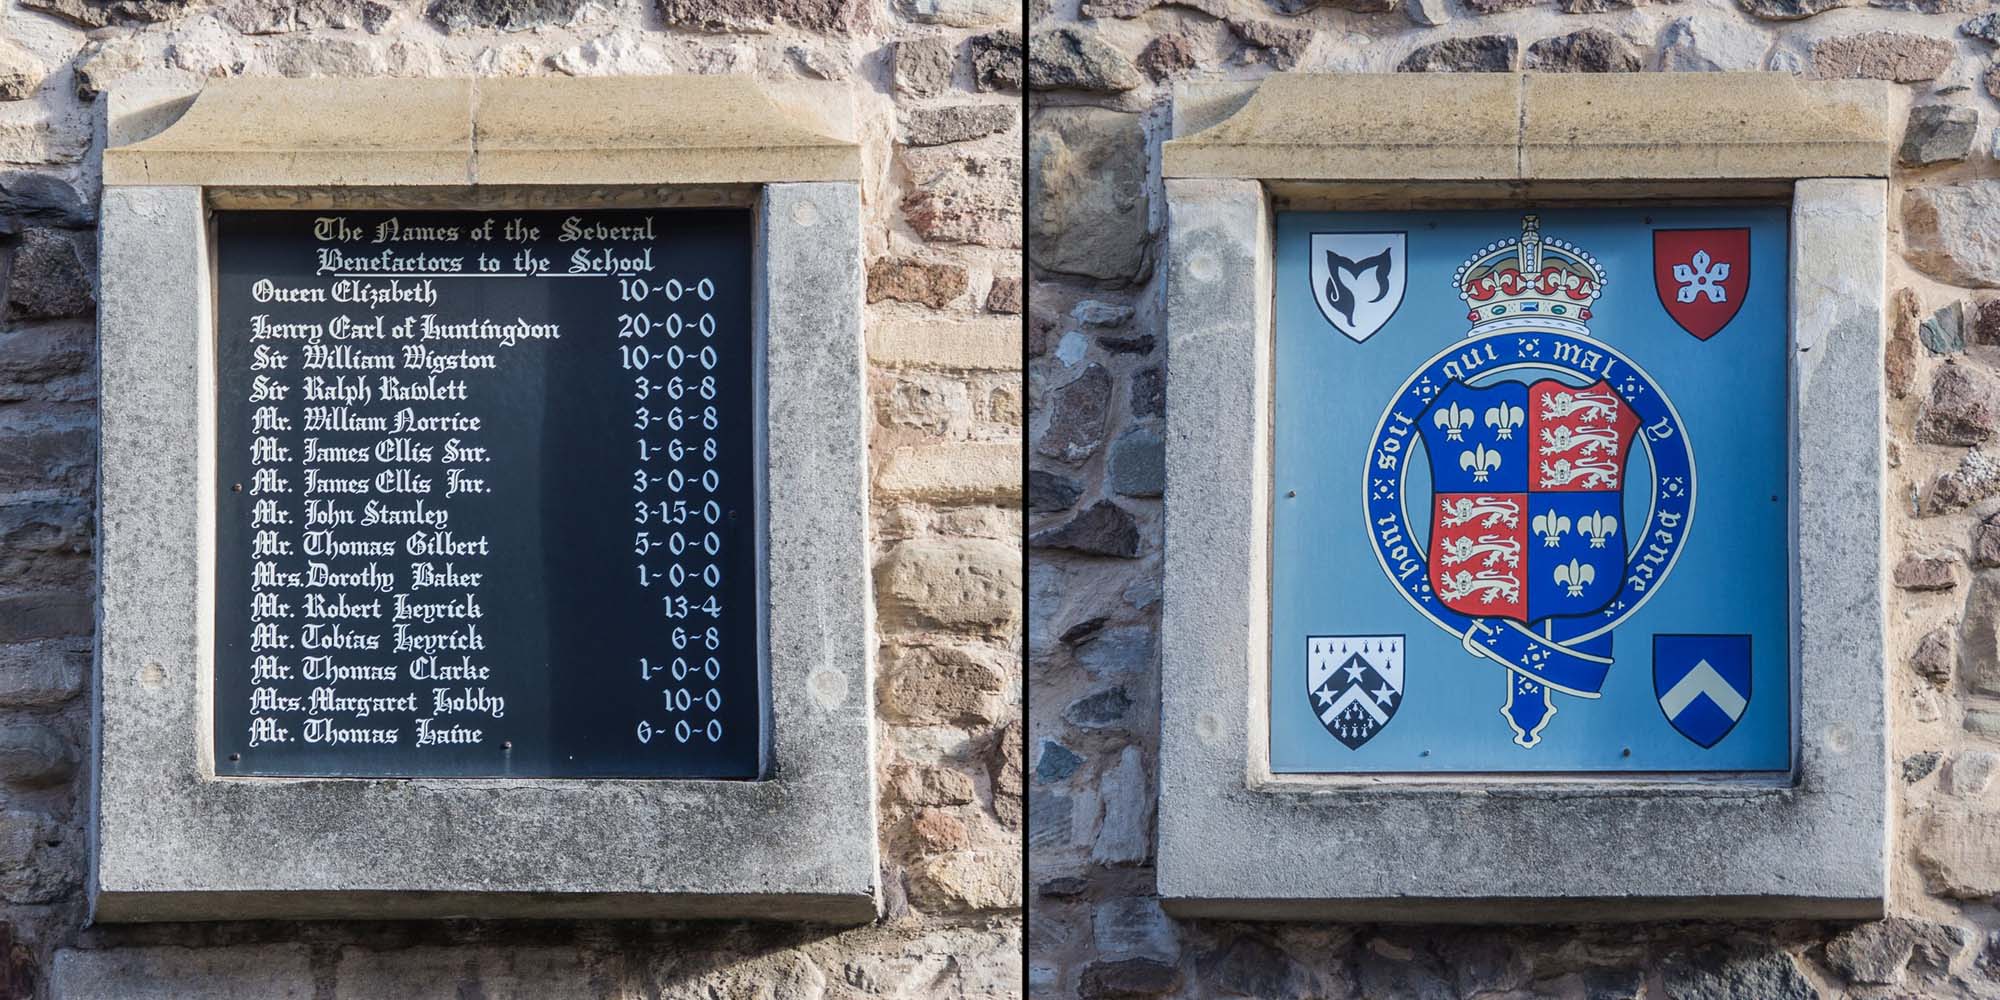 The Names of the Several
Benefactors to the School
Queen Elizabeth 10-0-0
Henry Earl of Huntingdon 20-0-0
Sir William Wigston 10-0-0
Sir Ralph Rawlett 3-6-8
Mr. William Norrice 3-6-8
Mr. James Ellis Snr. 1-6-8
Mr. James Ellis Jnr. 3-0-0
Mr. John Stanley 3-15-0
Mr. Thomas Gilbert 5-0-0
Mrs. Dorothy Baker 1-0-0
Mr. Robert Heyrick 13-4
Mr. Tobias Heyrick 6-8
Mr. Thomas Clarke 1-0-0
Mrs. Margaret Hobby 10-0
Mr. Thomas Haine 6-0-0
hon soit qui mal y pence